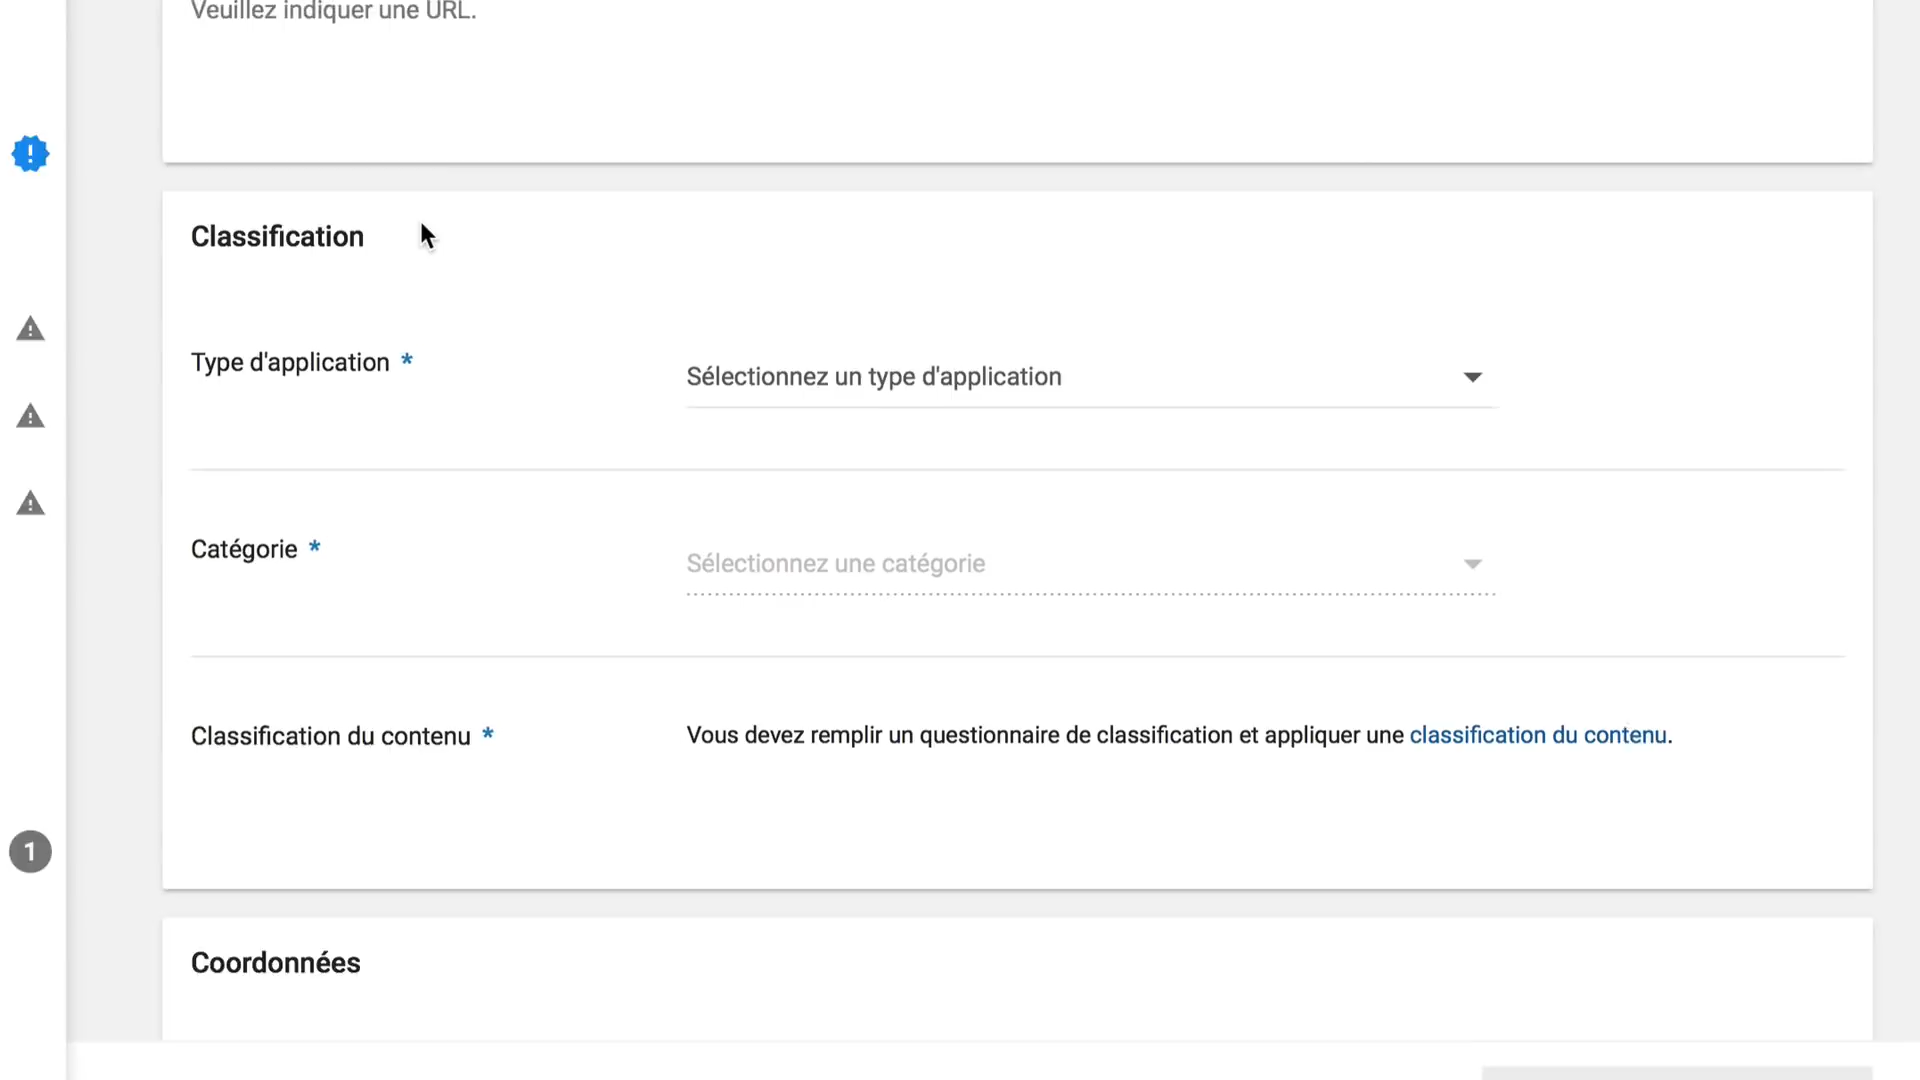 Veuillez indiquer une URL.
Classification
Type d'application *
Sélectionnez un type d'application
Catégorie *
Sélectionnez une catégorie
Classification du contenu *
Vous devez remplir un questionnaire de classification et appliquer une classification du contenu.
1
Coordonnées